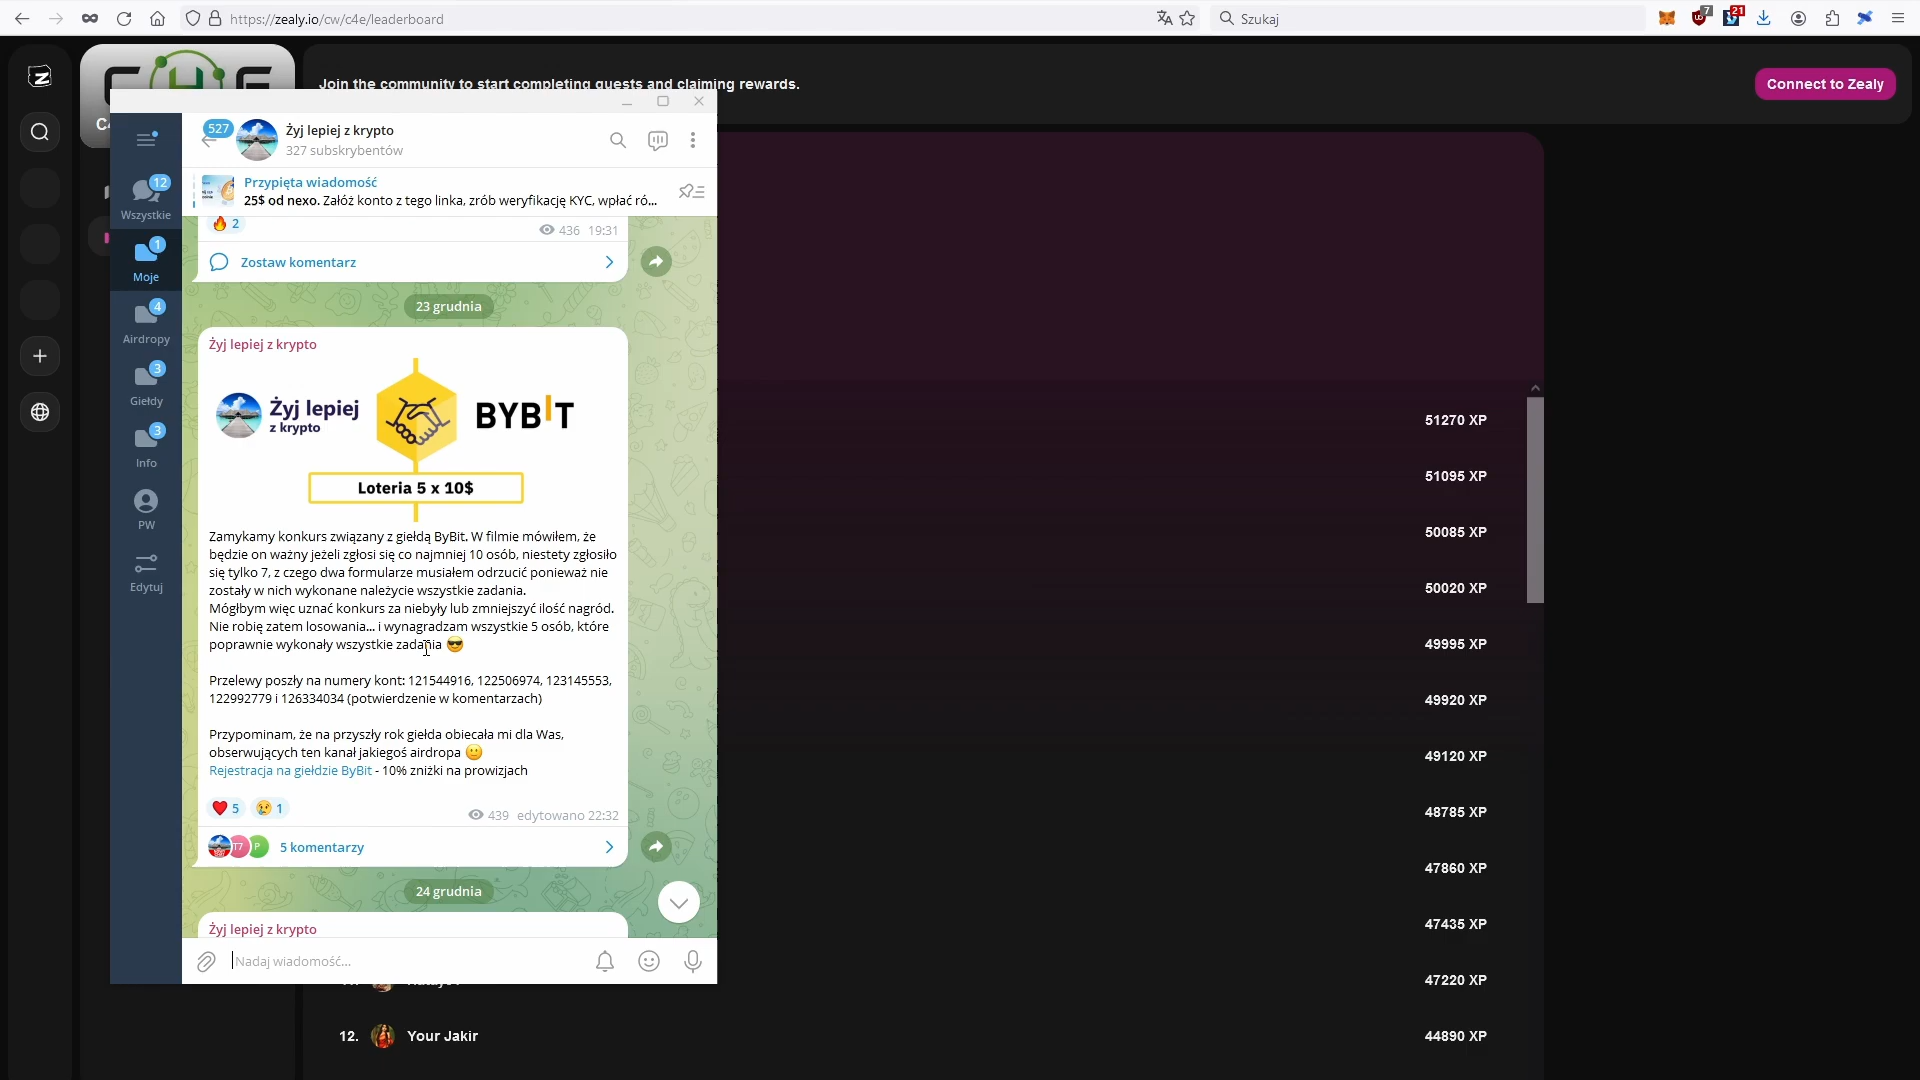 https://zealy.io/cw/c4e/leaderboard
Szukaj
7
21
Join the community to start completing quests and claiming rewards.
Connect to Zealy
527
Żyj lepiej z krypto
327 subskrybentów
Przypięta wiadomość
25$ od nexo. Załóż konto z tego linka, zrób weryfikację KYC, wpłać ró...
12
Wszystkie
1
Moje
4
Airdropy
3
Giełdy
3
Info
PW
Edytuj
2
436 19:31
Zostaw komentarz
23 grudnia
Żyj lepiej z krypto
Żyj lepiej
z krypto
BYBIT
Loteria 5 x 10$
Zamykamy konkurs związany z giełdą ByBit. W filmie mówiłem, że
będzie on ważny jeżeli zgłosi się co najmniej 10 osób, niestety zgłosiło
się tylko 7, z czego dwa formularze musiałem odrzucić ponieważ nie
zostały w nich wykonane należycie wszystkie zadania.
Mógłbym więc uznać konkurs za niebyły lub zmniejszyć ilość nagród.
Nie robię zatem losowania... i wynagradzam wszystkie 5 osób, które
poprawnie wykonały wszystkie zadania 😎
Przelewy poszły na numery kont: 121544916, 122506974, 123145553,
122992779 i 126334034 (potwierdzenie w komentarzach)
Przypominam, że na przyszły rok giełda obiecała mi dla Was,
obserwujących ten kanał jakiegoś airdropa 🙂
Rejestracja na giełdzie ByBit - 10% zniżki na prowizjach
5 1
439 edytowano 22:32
T7 P 5 komentarzy
24 grudnia
Żyj lepiej z krypto
Nadaj wiadomość...
51270 XP
51095 XP
50085 XP
50020 XP
49995 XP
49920 XP
49120 XP
48785 XP
47860 XP
47435 XP
47220 XP
12. Your Jakir 44890 XP